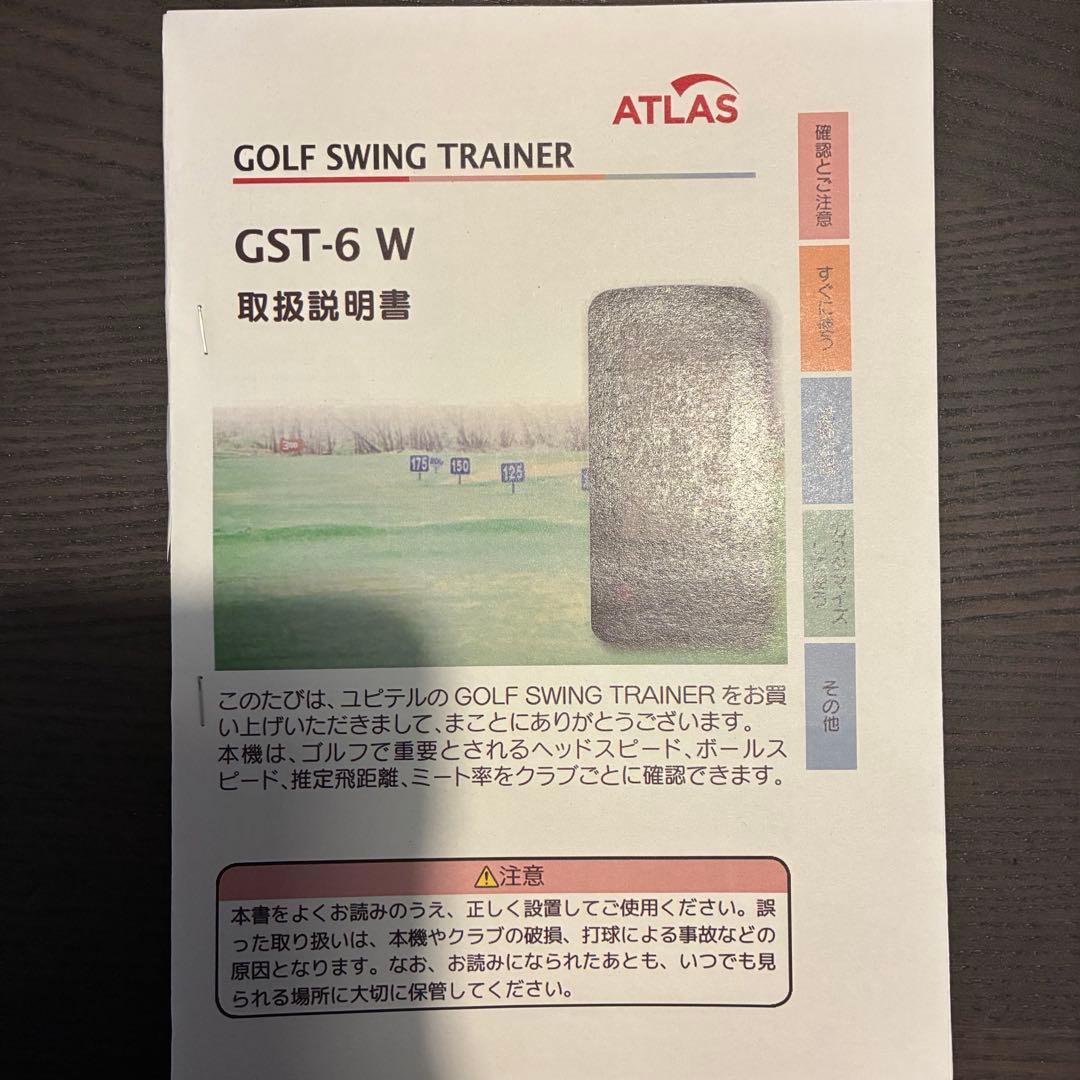 ATLAS
GOLF SWING TRAINER
GST-6 W
取扱説明書
175
150
125
このたびは、ユピテルの GOLF SWING TRAINER をお買
い上げいただきまして、まことにありがとうございます。
本機は、ゴルフで重要とされるヘッドスピード、ボールス
ピード、推定飛距離、ミート率をクラブごとに確認できます。
⚠注意
本書をよくお読みのうえ、正しく設置してご使用ください。誤
った取り扱いは、本機やクラブの破損、打球による事故などの
原因となります。なお、お読みになられたあとも、いつでも見
られる場所に大切に保管してください。
確認とご注意
すぐに使う
その他